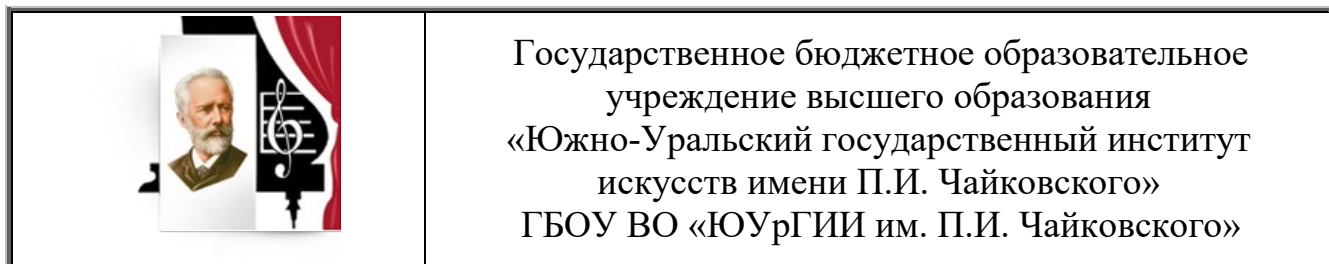 Государственное бюджетное образовательное
учреждение высшего образования
«Южно-Уральский государственный институт
искусств имени П.И. Чайковского»
ГБОУ ВО «ЮУрГИИ им. П.И. Чайковского»